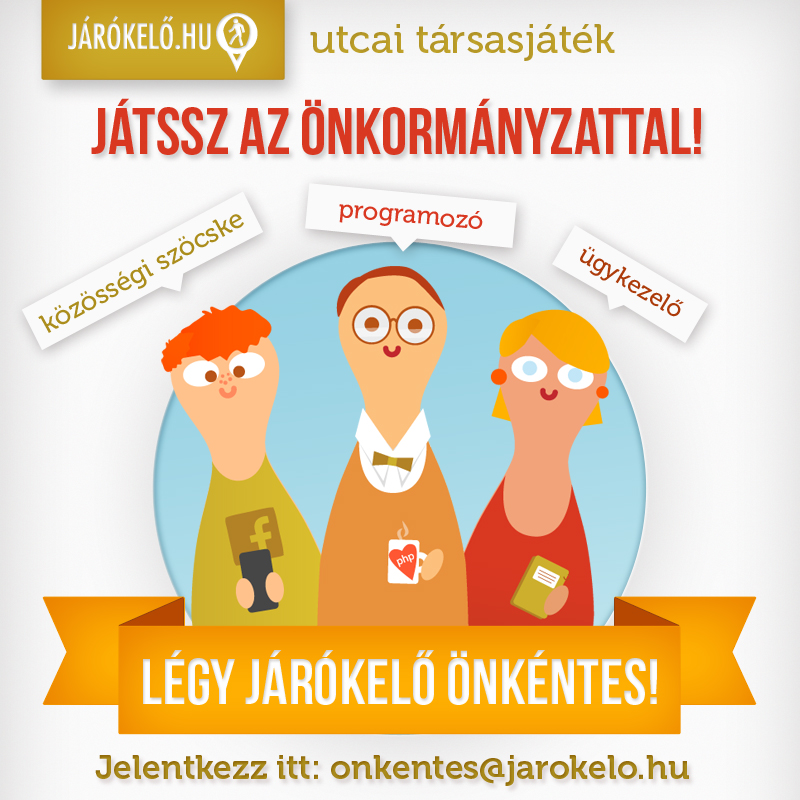 JÁRÓKELŐ.HU
utcai társasjáték
JÁTSSZ AZ ÖNKORMÁNYZATTAL!
közösségi szöcske
programozó
ügykezelő
f
php
LÉGY JÁRÓKELŐ ÖNKÉNTES!
Jelentkezz itt: onkentes@jarokelo.hu